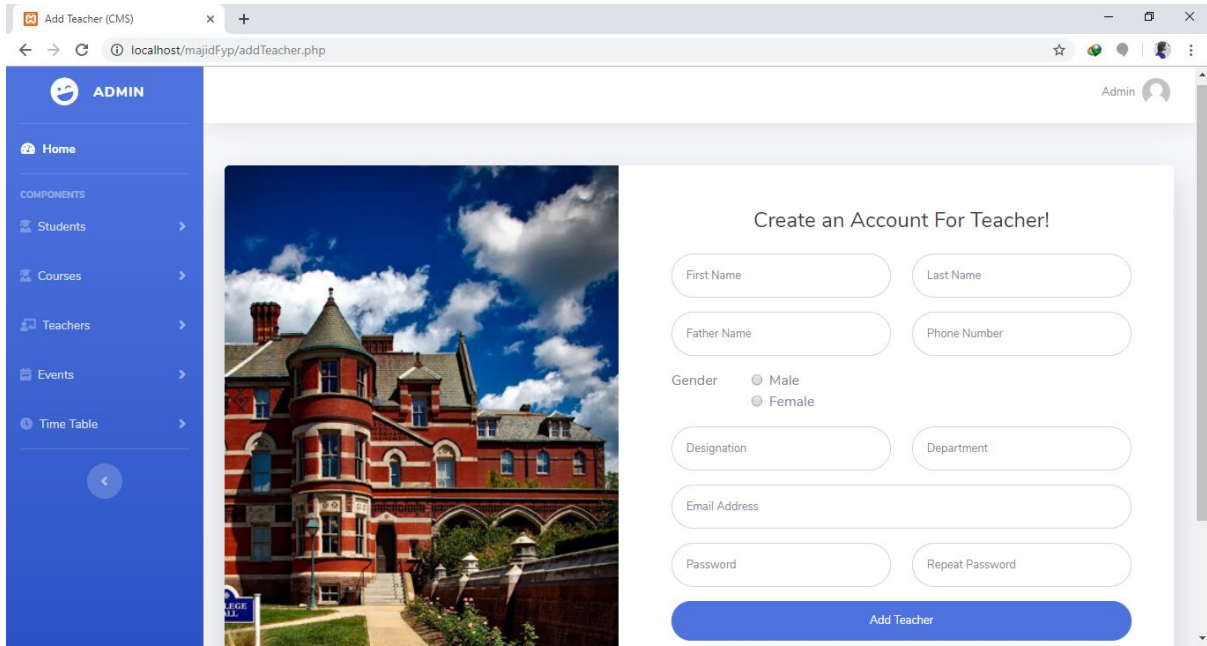 Add Teacher (CMS)
localhost/majidFyp/addTeacher.php
ADMIN
Admin
Home
COMPONENTS
Students
Courses
Teachers
Events
Time Table
Create an Account For Teacher!
First Name Last Name
Father Name Phone Number
Gender Male
Female
Designation Department
Email Address
Password Repeat Password
Add Teacher